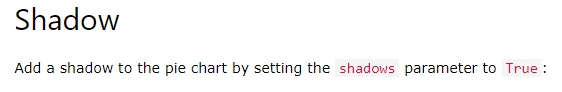 Shadow
Add a shadow to the pie chart by setting the shadows parameter to True: